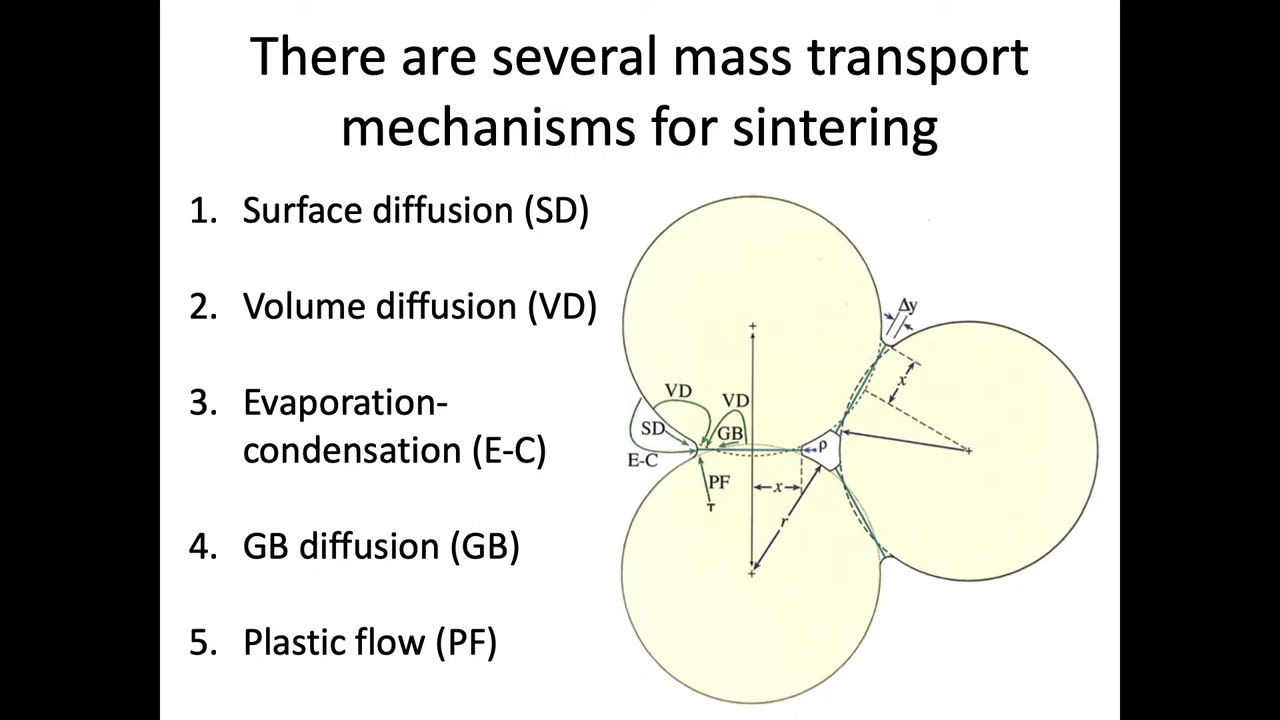 There are several mass transport
mechanisms for sintering
1. Surface diffusion (SD)
2. Volume diffusion (VD)
3. Evaporation-
condensation (E-C)
4. GB diffusion (GB)
5. Plastic flow (PF)
Δy
x
VD
VD
SD
GB
E-C
ρ
PF
x
r